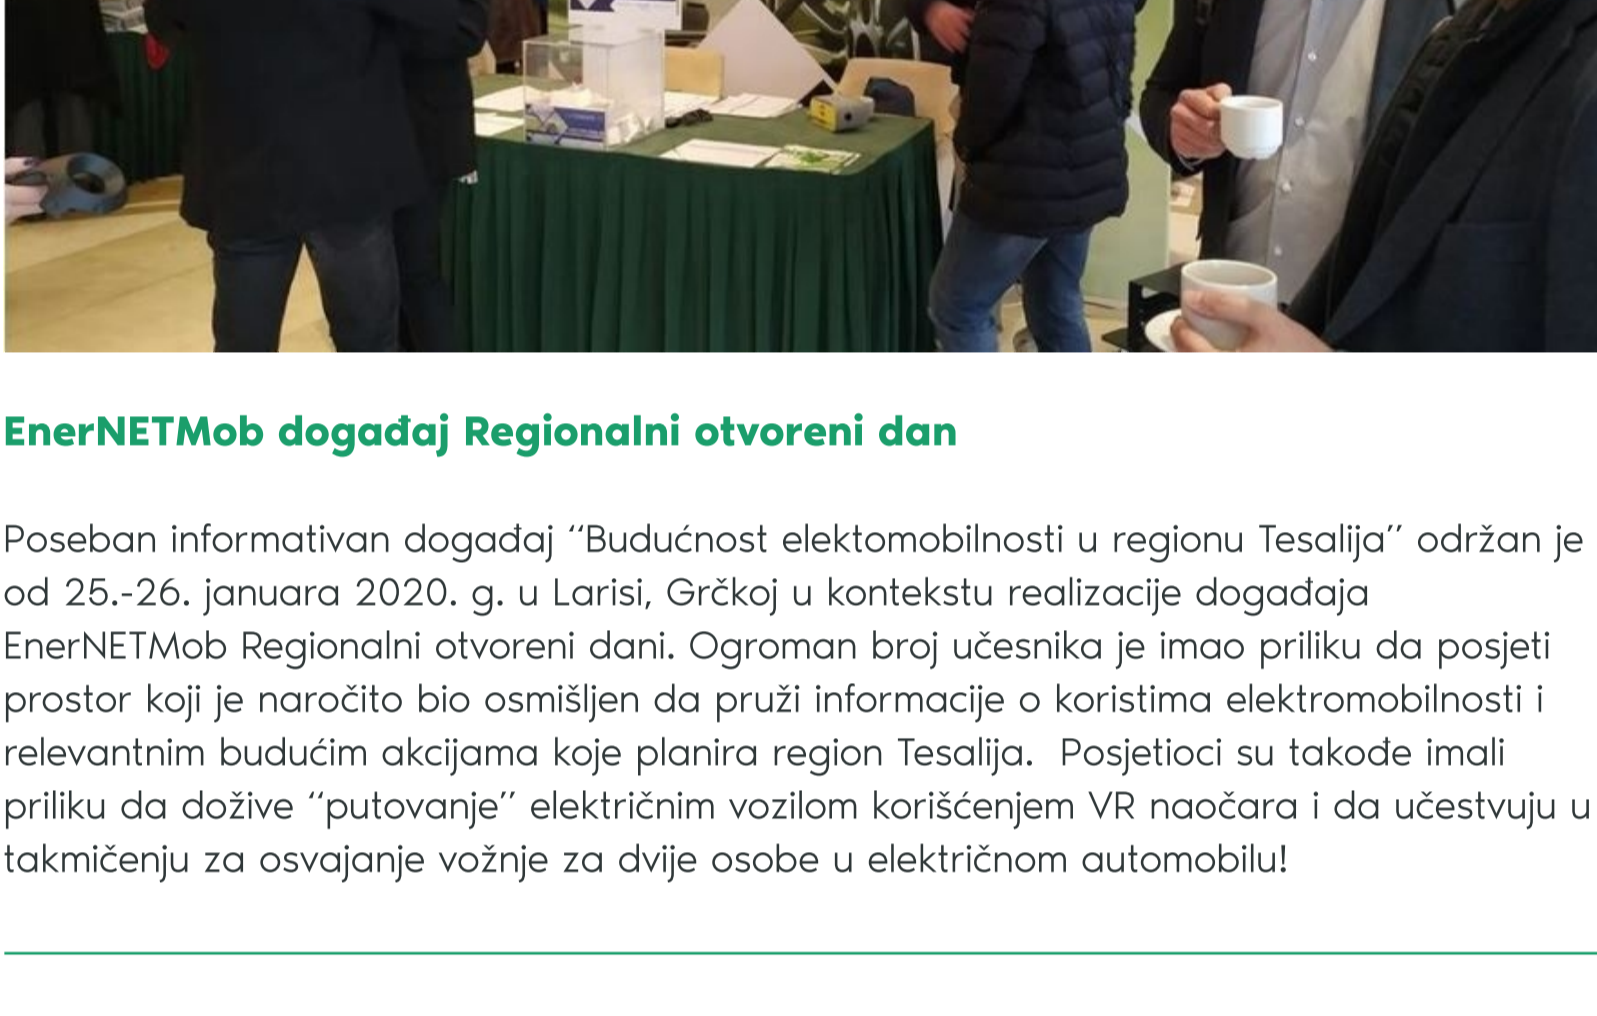 EnerNETMob događaj Regionalni otvoreni dan
Poseban informativan događaj ‘‘Budućnost elektomobilnosti u regionu Tesalija’’ održan je
od 25.-26. januara 2020. g. u Larisi, Grčkoj u kontekstu realizacije događaja
EnerNETMob Regionalni otvoreni dani. Ogroman broj učesnika je imao priliku da posjeti
prostor koji je naročito bio osmišljen da pruži informacije o koristima elektromobilnosti i
relevantnim budućim akcijama koje planira region Tesalija.  Posjetioci su takođe imali
priliku da dožive ‘‘putovanje’’ električnim vozilom korišćenjem VR naočara i da učestvuju u
takmičenju za osvajanje vožnje za dvije osobe u električnom automobilu!